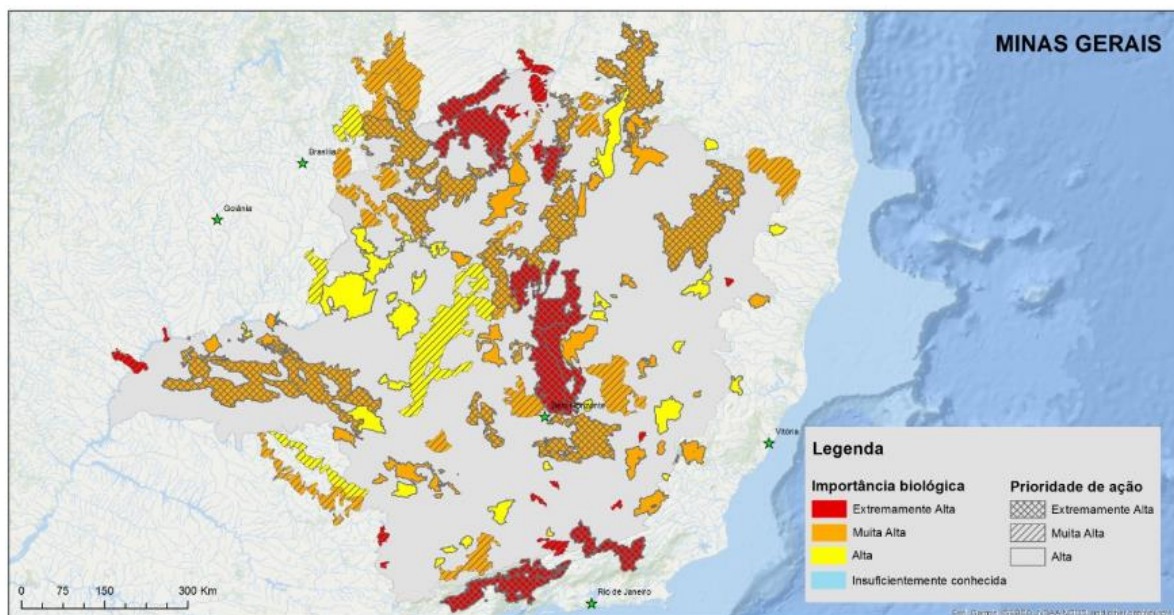 MINAS GERAIS
Brasília
Goiânia
Vitória
Rio de Janeiro
Legenda
Importância biológica
Extremamente Alta
Muita Alta
Alta
Insuficientemente conhecida
Prioridade de ação
Extremamente Alta
Muita Alta
Alta
0 75 150 300 Km